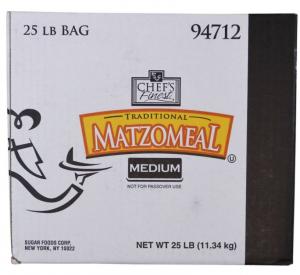 25 LB BAG
94712
CHEF'S
Finest
TRADITIONAL
MATZOMEAL
U
MEDIUM
NOT FOR PASSOVER USE
SUGAR FOODS CORP.
NEW YORK, NY 10022
NET WT 25 LB (11.34 kg)